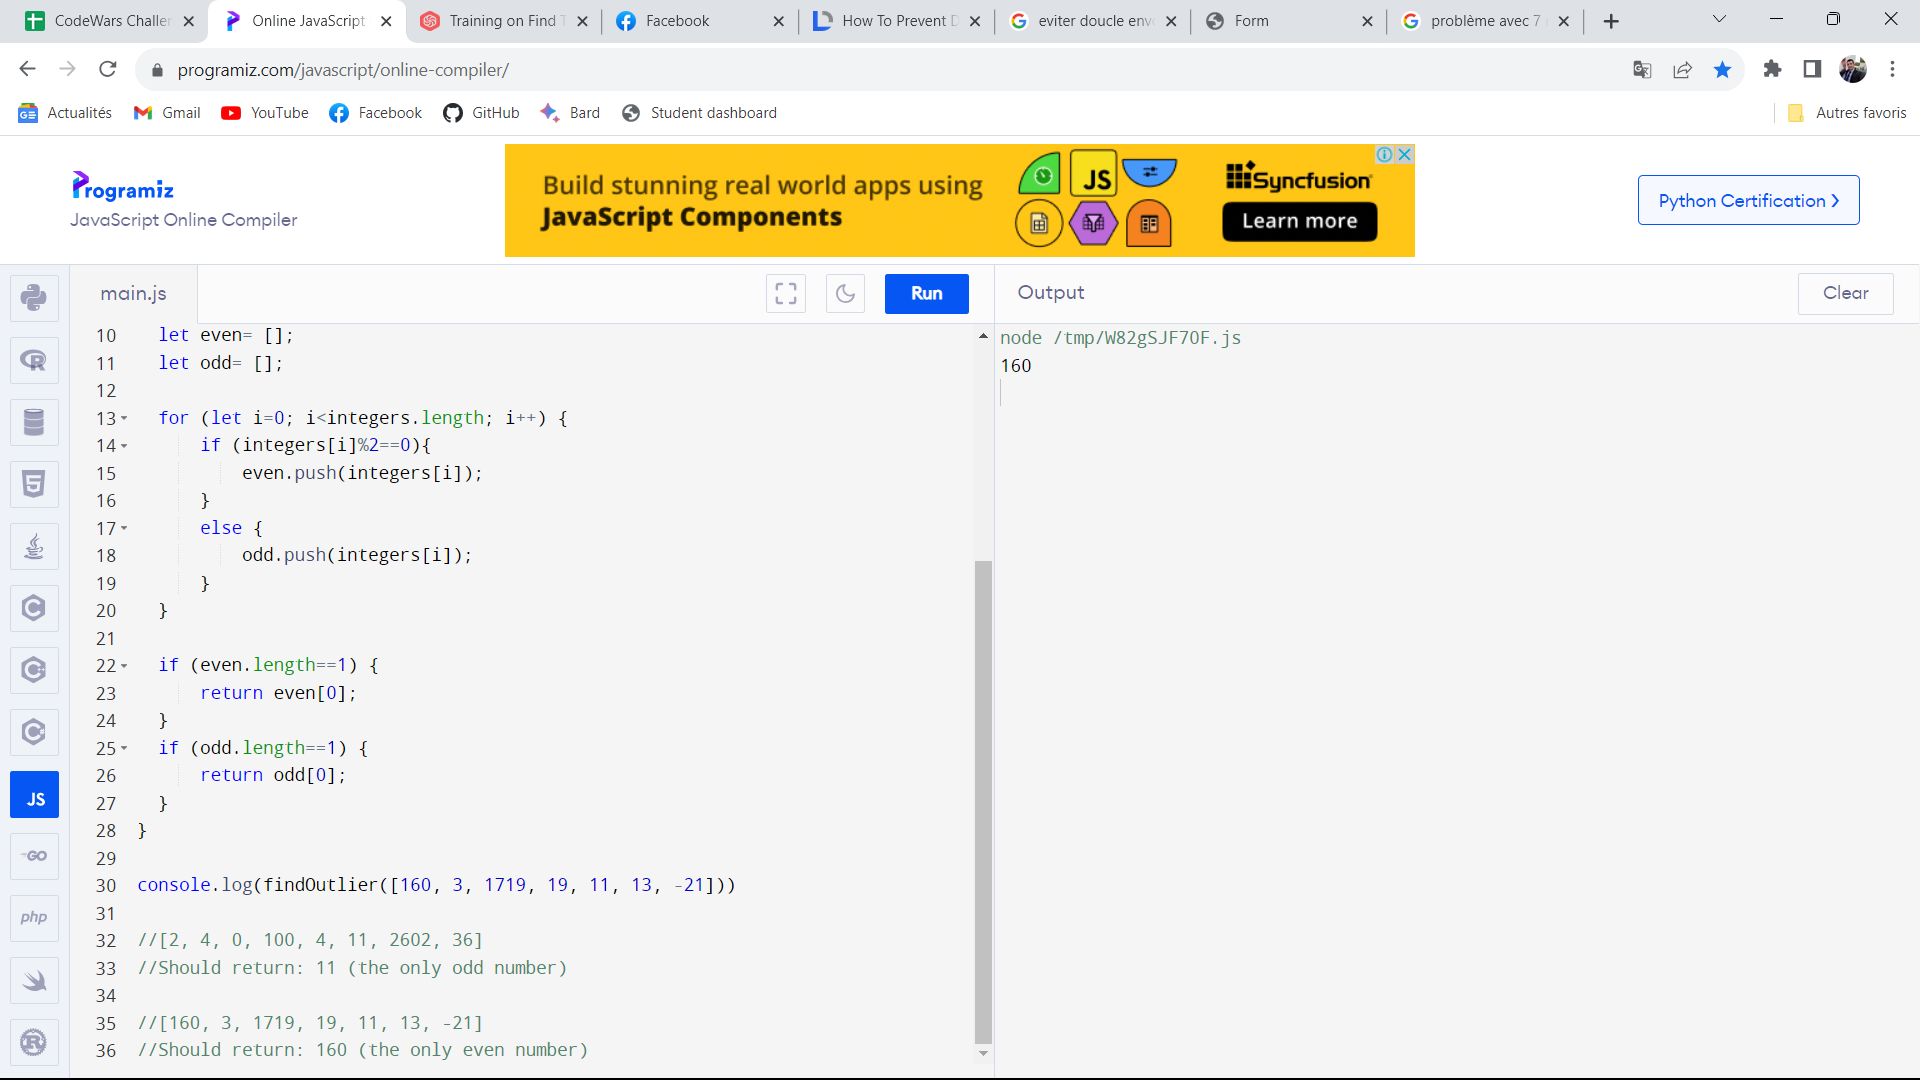 CodeWars Challen
Online JavaScript
Training on Find T
Facebook
How To Prevent D
eviter doucle env
Form
problème avec 7
programiz.com/javascript/online-compiler/
Actualités
Gmail
YouTube
Facebook
GitHub
Bard
Student dashboard
Autres favoris
Programiz
JavaScript Online Compiler
Build stunning real world apps using
JavaScript Components
JS
Syncfusion
Learn more
Python Certification >
main.js
Run
Output
Clear
10 let even= [];
11 let odd= [];
12
13 for (let i=0; i<integers.length; i++) {
14 if (integers[i]%2==0){
15 even.push(integers[i]);
16 }
17 else {
18 odd.push(integers[i]);
19 }
20 }
21
22 if (even.length==1) {
23 return even[0];
24 }
25 if (odd.length==1) {
26 return odd[0];
27 }
28 }
29
30 console.log(findOutlier([160, 3, 1719, 19, 11, 13, -21]))
31
32 //[2, 4, 0, 100, 4, 11, 2602, 36]
33 //Should return: 11 (the only odd number)
34
35 //[160, 3, 1719, 19, 11, 13, -21]
36 //Should return: 160 (the only even number)
node /tmp/W82gSJF7OF.js
160
JS
GO
php